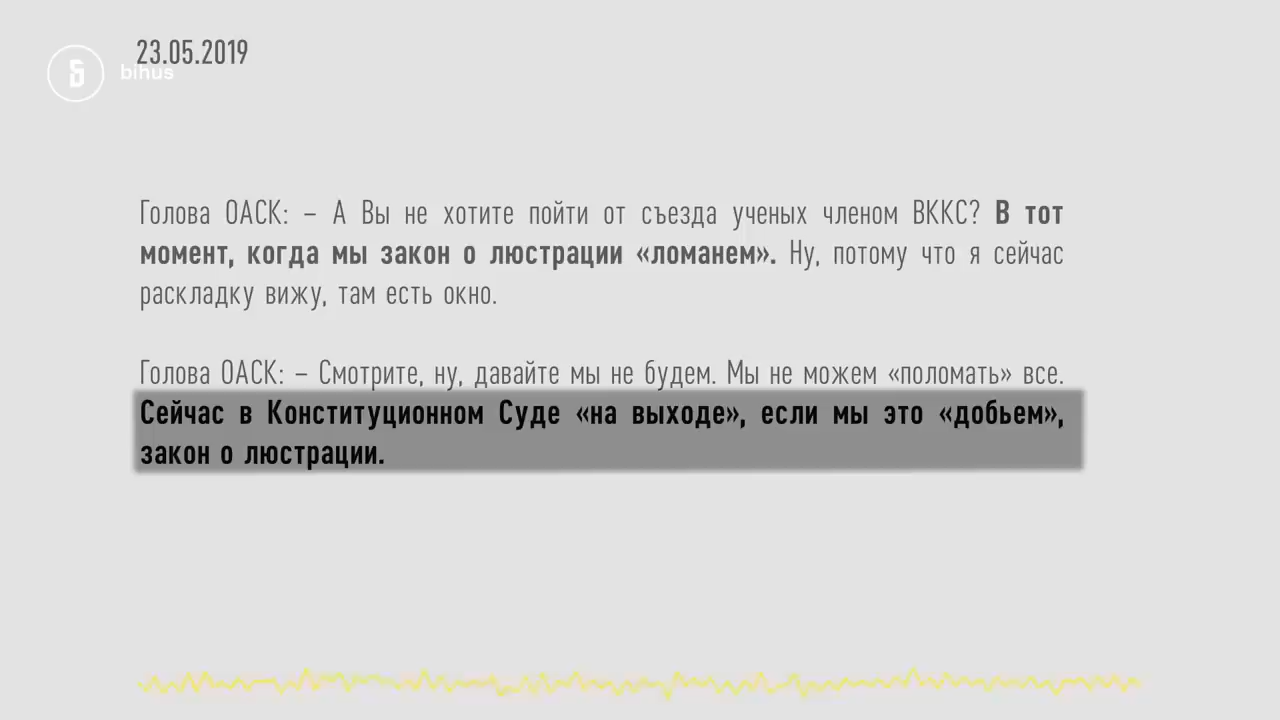 23.05.2019
bihus
Голова ОАСК: – А Вы не хотите пойти от съезда ученых членом ВККС? В тот
момент, когда мы закон о люстрации «ломанем». Ну, потому что я сейчас
раскладку вижу, там есть окно.
Голова ОАСК: – Смотрите, ну, давайте мы не будем. Мы не можем «поломать» все.
Сейчас в Конституционном Суде «на выходе», если мы это «добьем»,
закон о люстрации.